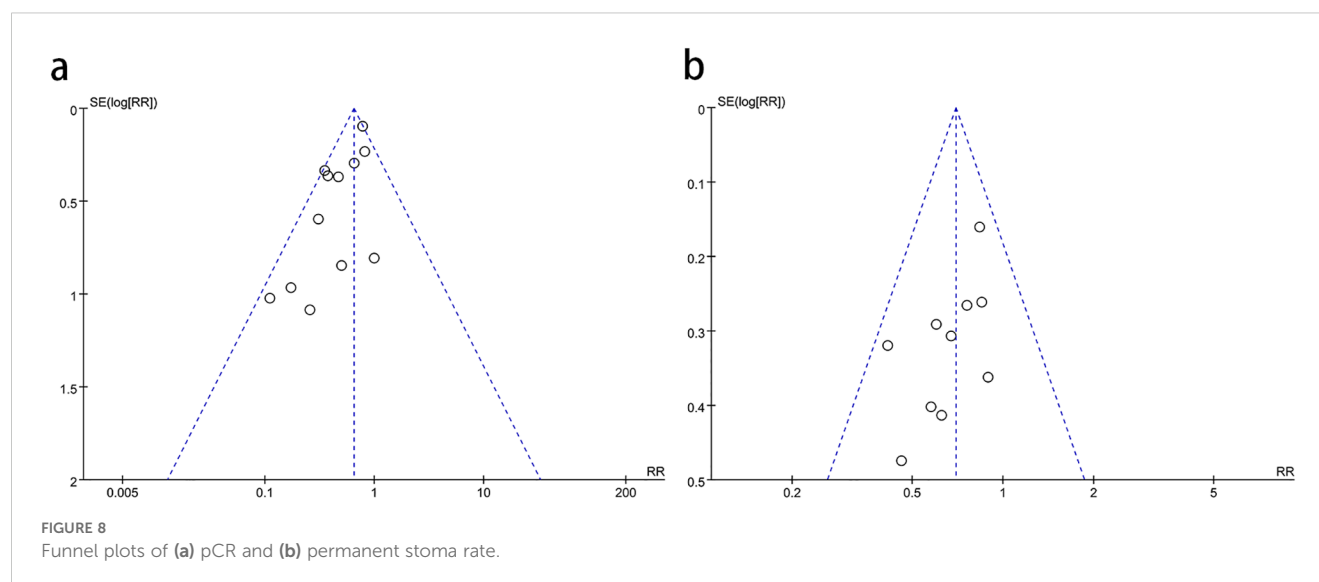 a
SE(log[RR])
0
0.5
1
1.5
2
0.005
0.1
1
10
200
RR
b
SE(log[RR])
0
0.1
0.2
0.3
0.4
0.5
0.2
0.5
1
2
5
RR
FIGURE 8
Funnel plots of (a) pCR and (b) permanent stoma rate.